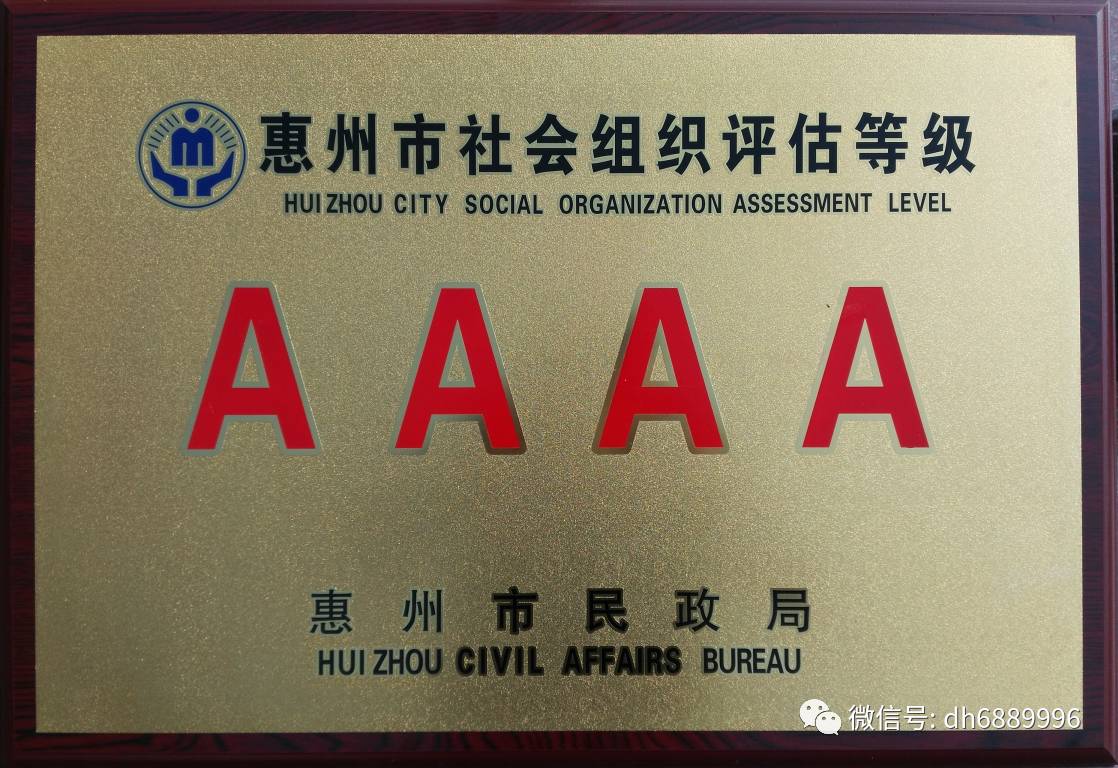 惠州市社会组织评估等级
HUIZHOU CITY SOCIAL ORGANIZATION ASSESSMENT LEVEL
AAAA
惠州市民政局
HUIZHOU CIVIL AFFAIRS BUREAU
微信号: dh6889996